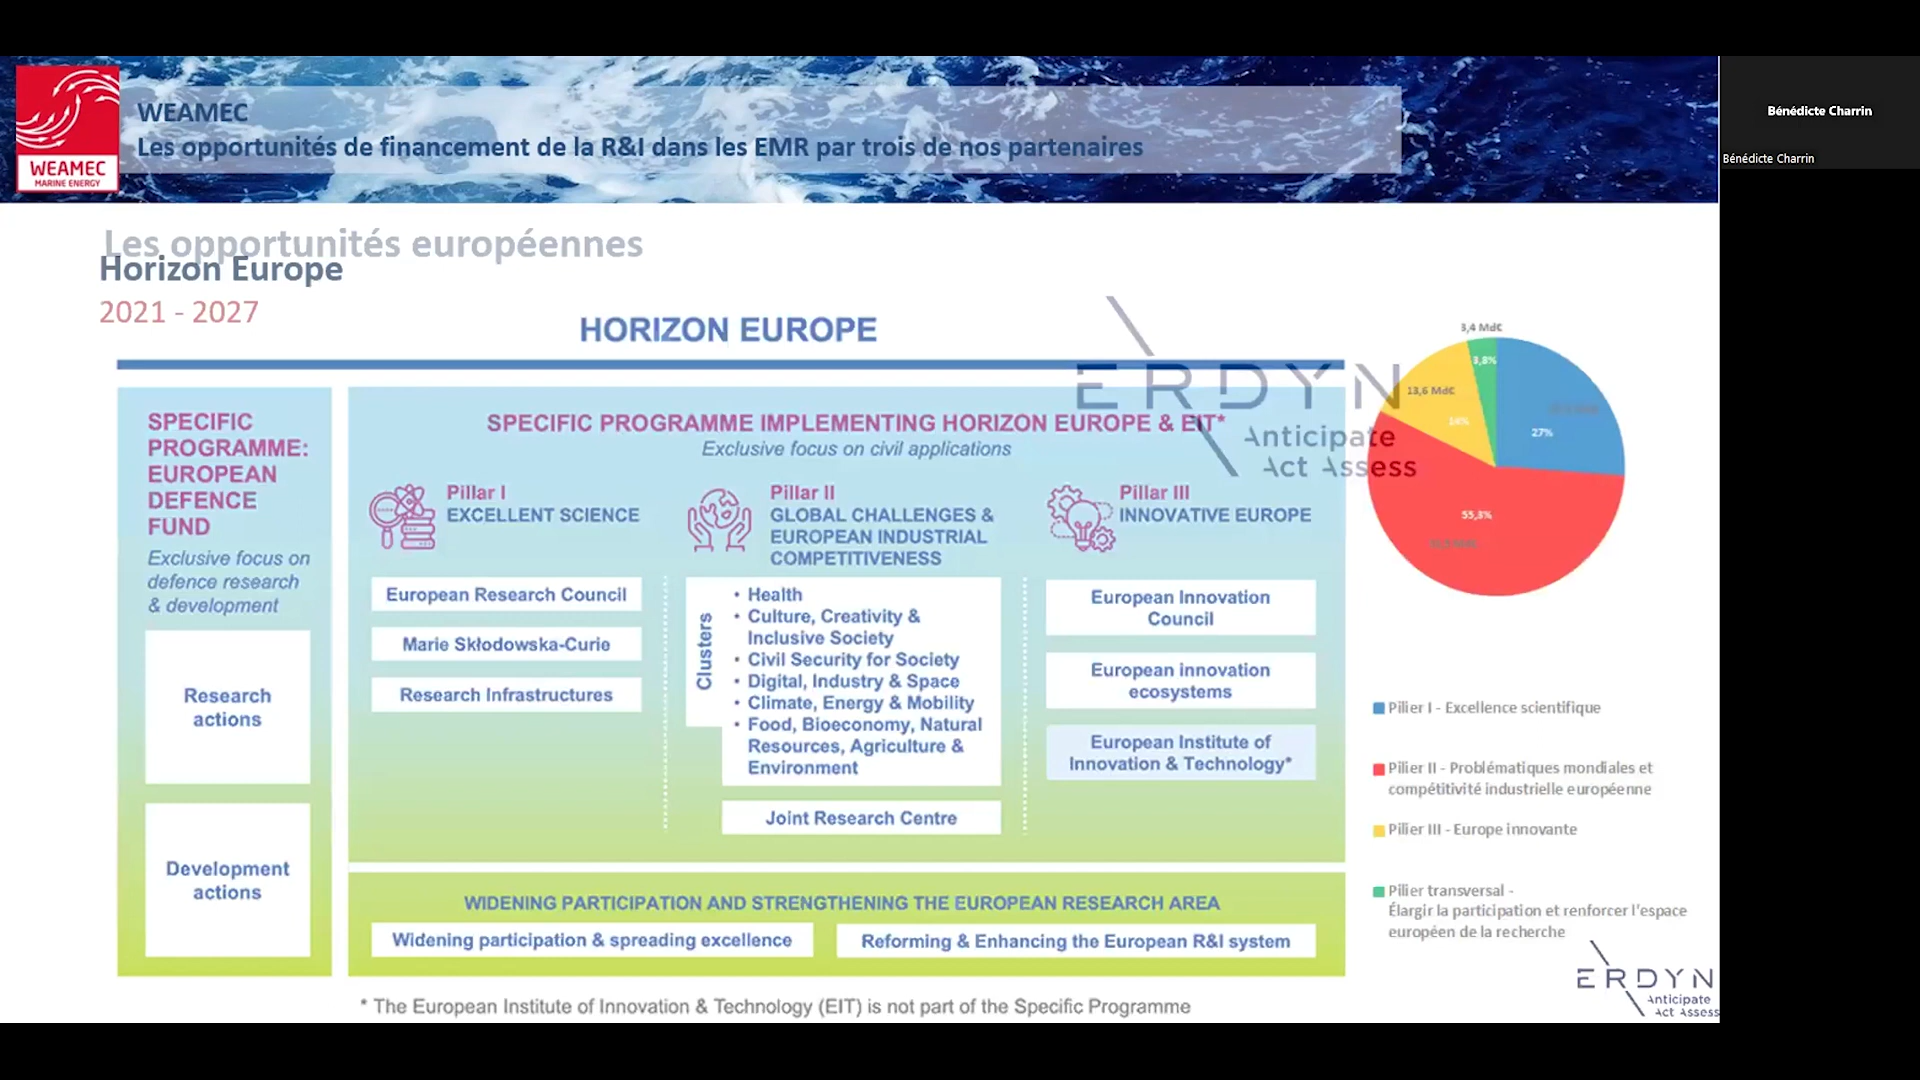 WEAMEC
Les opportunités de financement de la R&I dans les EMR par trois de nos partenaires
WEAMEC
MARINE ENERGY
Bénédicte Charrin
Bénédicte Charrin
Les opportunités européennes
Horizon Europe
2021 - 2027
HORIZON EUROPE
SPECIFIC
PROGRAMME:
EUROPEAN
DEFENCE
FUND
Exclusive focus on
defence research
& development
Research
actions
Development
actions
SPECIFIC PROGRAMME IMPLEMENTING HORIZON EUROPE & EIT*
Exclusive focus on civil applications
Pillar I
EXCELLENT SCIENCE
European Research Council
Marie Skłodowska-Curie
Research Infrastructures
Pillar II
GLOBAL CHALLENGES &
EUROPEAN INDUSTRIAL
COMPETITIVENESS
Clusters
• Health
• Culture, Creativity &
Inclusive Society
• Civil Security for Society
• Digital, Industry & Space
• Climate, Energy & Mobility
• Food, Bioeconomy, Natural
Resources, Agriculture &
Environment
Joint Research Centre
Pillar III
INNOVATIVE EUROPE
European Innovation
Council
European innovation
ecosystems
European Institute of
Innovation & Technology*
WIDENING PARTICIPATION AND STRENGTHENING THE EUROPEAN RESEARCH AREA
Widening participation & spreading excellence
Reforming & Enhancing the European R&I system
* The European Institute of Innovation & Technology (EIT) is not part of the Specific Programme
ERDYN
Anticipate
Act Assess
3,4 Md€
3,8%
13,6 Md€
27%
55,3%
Pilier I - Excellence scientifique
Pilier II - Problématiques mondiales et
compétitivité industrielle européenne
Pilier III - Europe innovante
Pilier transversal -
Élargir la participation et renforcer l'espace
européen de la recherche
ERDYN
Anticipate
Act Assess